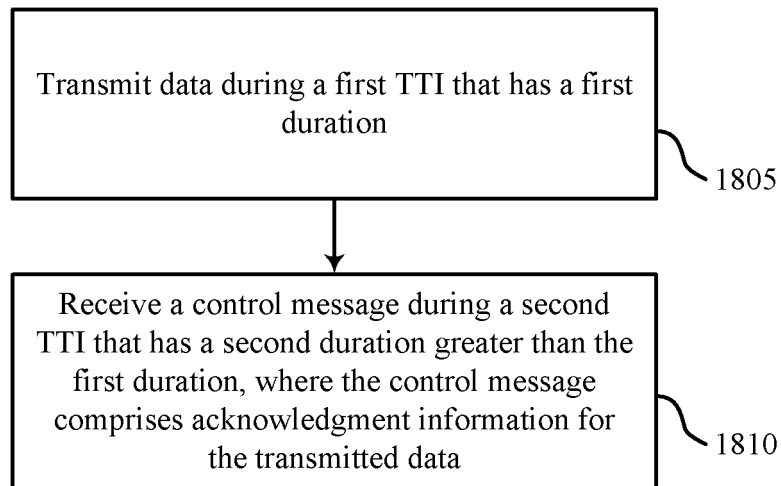 Transmit data during a first TTI that has a first
duration
1805
Receive a control message during a second
TTI that has a second duration greater than the
first duration, where the control message
comprises acknowledgment information for
the transmitted data
1810